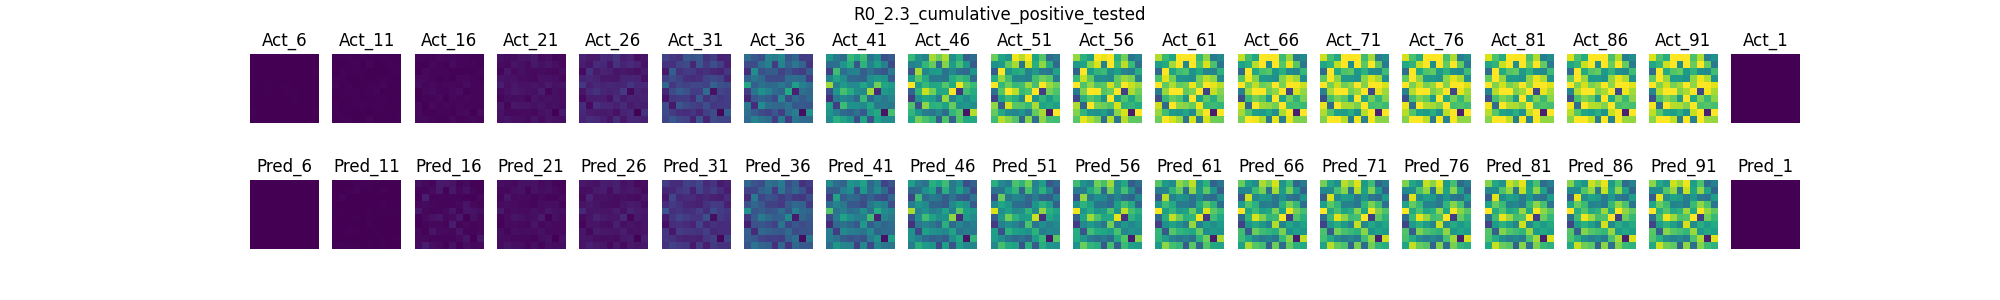 R0_2.3_cumulative_positive_tested
Act_6 Act_11 Act_16 Act_21 Act_26 Act_31 Act_36 Act_41 Act_46 Act_51 Act_56 Act_61 Act_66 Act_71 Act_76 Act_81 Act_86 Act_91 Act_1
Pred_6 Pred_11 Pred_16 Pred_21 Pred_26 Pred_31 Pred_36 Pred_41 Pred_46 Pred_51 Pred_56 Pred_61 Pred_66 Pred_71 Pred_76 Pred_81 Pred_86 Pred_91 Pred_1